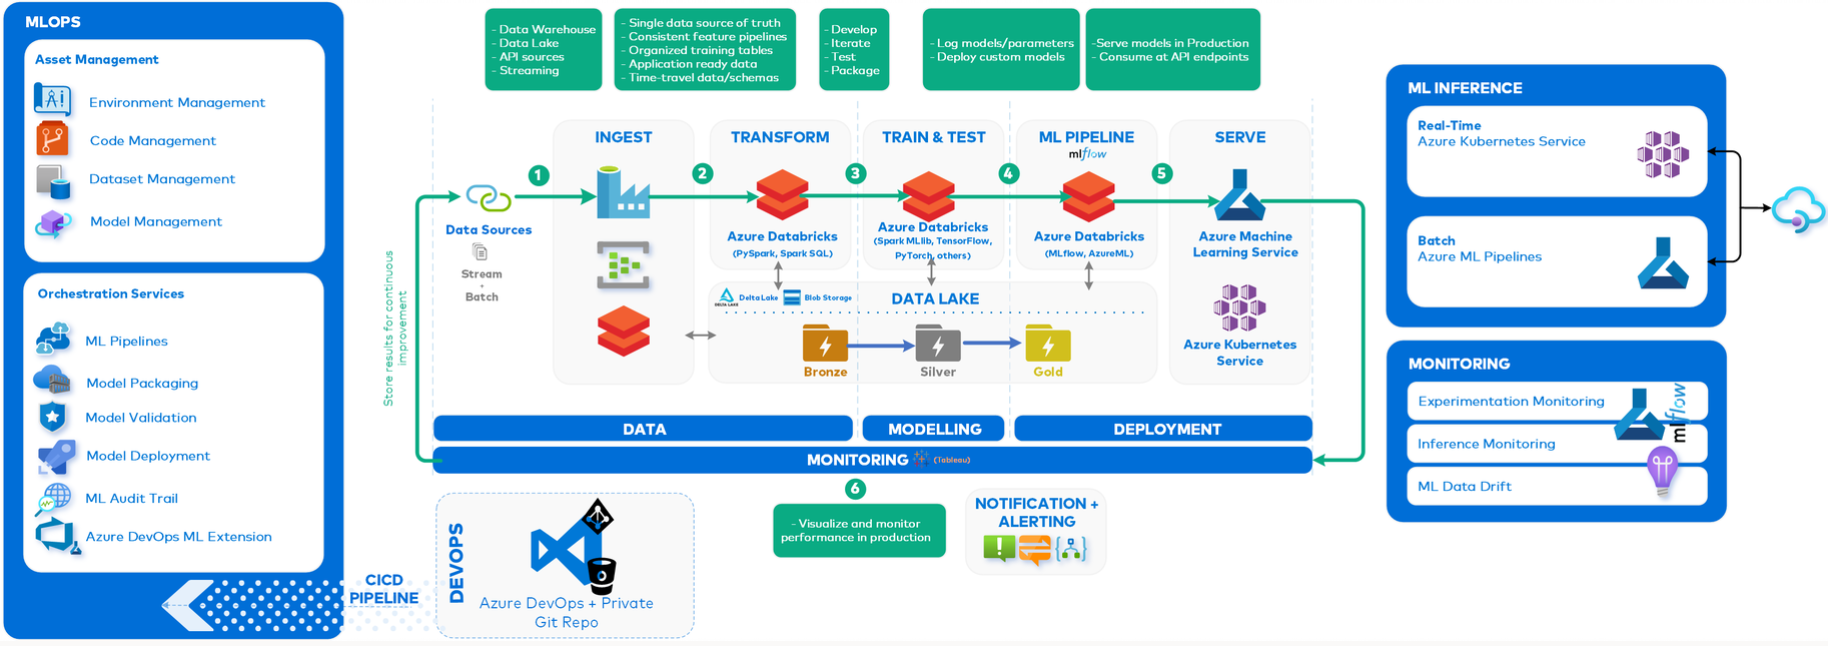 MLOPS
Asset Management
Environment Management
Code Management
Dataset Management
Model Management
Orchestration Services
ML Pipelines
Model Packaging
Model Validation
Model Deployment
ML Audit Trail
Azure DevOps ML Extension
CICD
PIPELINE
- Data Warehouse
- Data Lake
- API sources
- Streaming
- Single data source of truth
- Consistent feature pipelines
- Organized training tables
- Application ready data
- Time-travel data/schemas
- Develop
- Iterate
- Test
- Package
- Log models/parameters
- Deploy custom models
-Serve models in Production
- Consume at API endpoints
Store results for continuous
improvement
Data Sources
Stream
-
Batch
1
INGEST
2
TRANSFORM
Azure Databricks
(PySpark, Spark SQL)
3
TRAIN & TEST
Azure Databricks
(Spark MLlib, TensorFlow,
PyTorch, others)
4
ML PIPELINE
mlflow
Azure Databricks
(MLflow, AzureML)
5
SERVE
Azure Machine
Learning Service
Azure Kubernetes
Service
DELTA LAKE
Delta Lake
Blob Storage
DATA LAKE
Bronze
Silver
Gold
DATA
MODELLING
DEPLOYMENT
MONITORING
(Tableau)
6
- Visualize and monitor
performance in production
NOTIFICATION +
ALERTING
DEVOPS
Azure DevOps + Private
Git Repo
ML INFERENCE
Real-Time
Azure Kubernetes Service
Batch
Azure ML Pipelines
MONITORING
Experimentation Monitoring
Inference Monitoring
ML Data Drift
mlflow